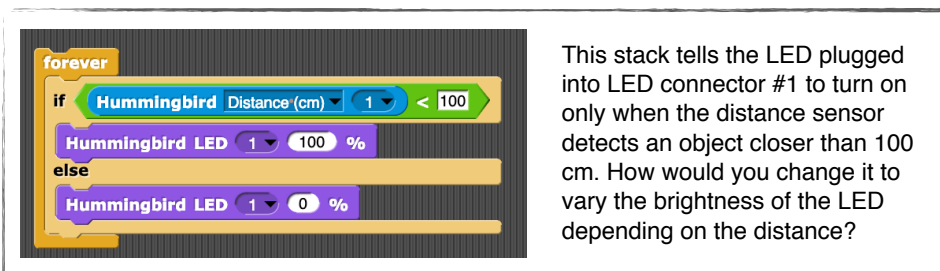 forever
if Hummingbird Distance (cm) 1 < 100
Hummingbird LED 1 100 %
else
Hummingbird LED 1 0 %
This stack tells the LED plugged
into LED connector #1 to turn on
only when the distance sensor
detects an object closer than 100
cm. How would you change it to
vary the brightness of the LED
depending on the distance?